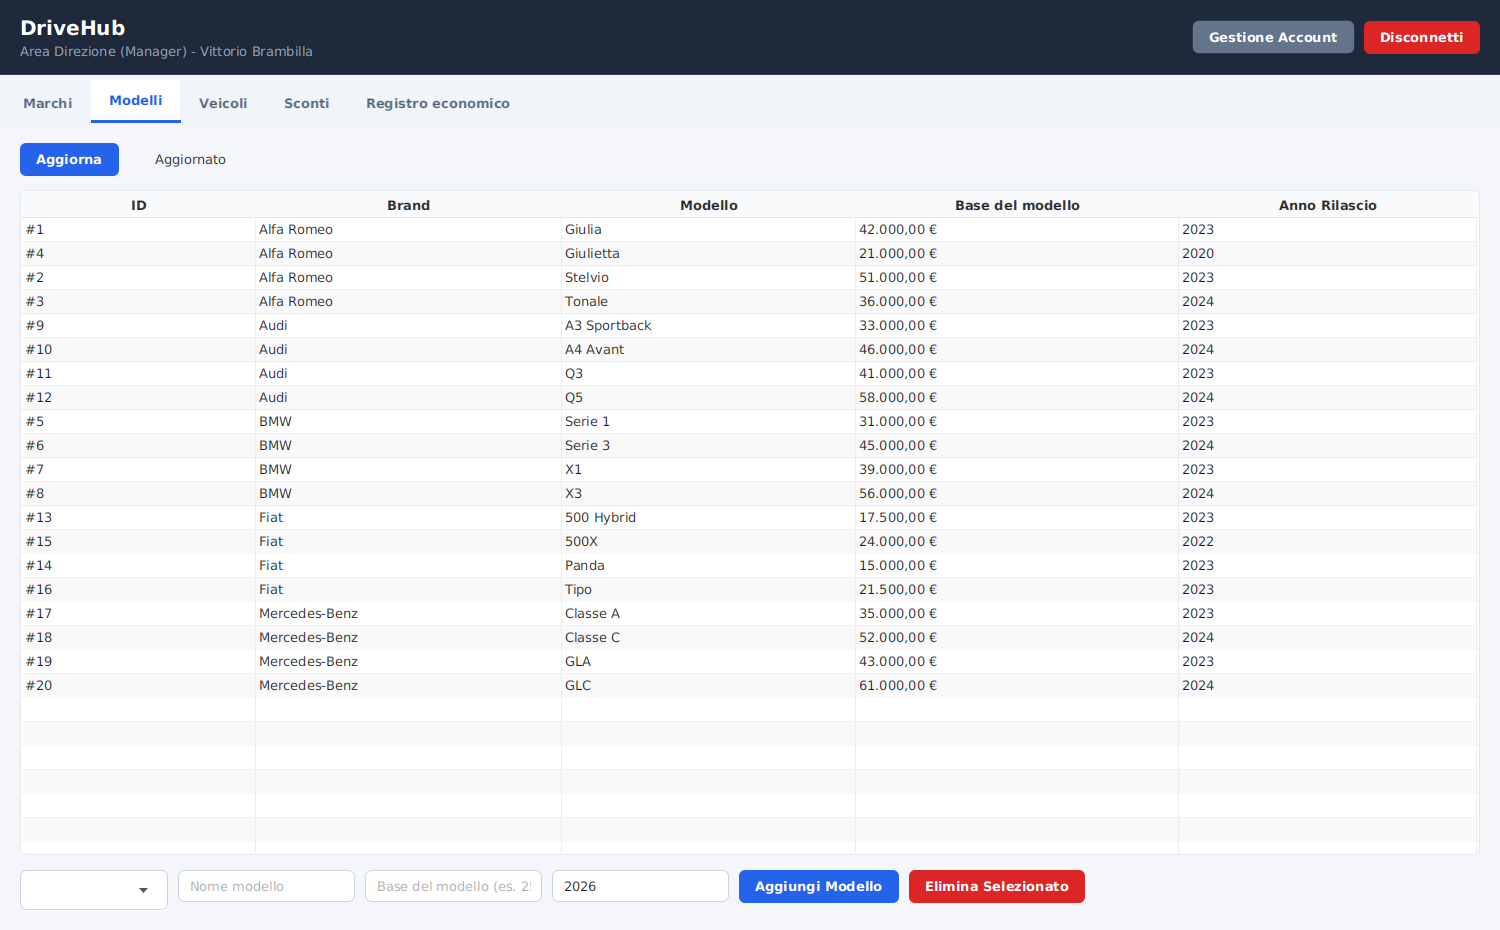 DriveHub
Area Direzione (Manager) - Vittorio Brambilla
Gestione Account
Disconnetti
Marchi Modelli Veicoli Sconti Registro economico
Aggiorna Aggiornato
ID Brand Modello Base del modello Anno Rilascio
#1 Alfa Romeo Giulia 42.000,00 € 2023
#4 Alfa Romeo Giulietta 21.000,00 € 2020
#2 Alfa Romeo Stelvio 51.000,00 € 2023
#3 Alfa Romeo Tonale 36.000,00 € 2024
#9 Audi A3 Sportback 33.000,00 € 2023
#10 Audi A4 Avant 46.000,00 € 2024
#11 Audi Q3 41.000,00 € 2023
#12 Audi Q5 58.000,00 € 2024
#5 BMW Serie 1 31.000,00 € 2023
#6 BMW Serie 3 45.000,00 € 2024
#7 BMW X1 39.000,00 € 2023
#8 BMW X3 56.000,00 € 2024
#13 Fiat 500 Hybrid 17.500,00 € 2023
#15 Fiat 500X 24.000,00 € 2022
#14 Fiat Panda 15.000,00 € 2023
#16 Fiat Tipo 21.500,00 € 2023
#17 Mercedes-Benz Classe A 35.000,00 € 2023
#18 Mercedes-Benz Classe C 52.000,00 € 2024
#19 Mercedes-Benz GLA 43.000,00 € 2023
#20 Mercedes-Benz GLC 61.000,00 € 2024
Nome modello Base del modello (es. 2 2026 Aggiungi Modello Elimina Selezionato